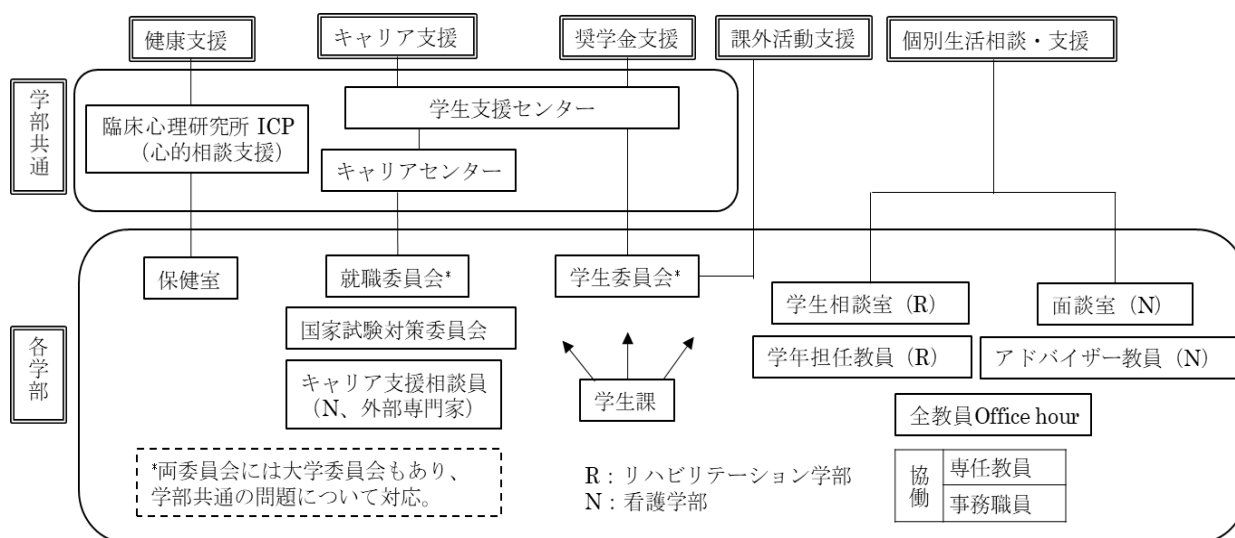 健康支援
キャリア支援
奨学金支援
課外活動支援
個別生活相談・支援
学部共通
臨床心理研究所 ICP
（心的相談支援）
学生支援センター
キャリアセンター
各学部
保健室
就職委員会*
学生委員会*
国家試験対策委員会
キャリア支援相談員
（N、外部専門家）
学生課
学生相談室（R）
面談室（N）
学年担任教員（R）
アドバイザー教員（N）
全教員Office hour
協働
専任教員
事務職員
*両委員会には大学委員会もあり、
学部共通の問題について対応。
R：リハビリテーション学部
N：看護学部